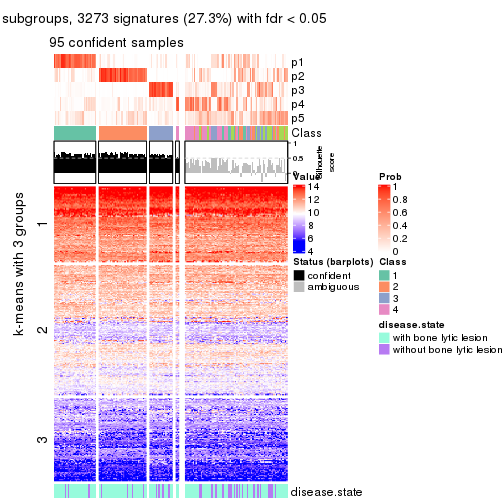 subgroups, 3273 signatures (27.3%) with fdr < 0.05
95 confident samples
p1
p2
p3
p4
p5
Class
1
0.5
0
Silhouette
score
k-means with 3 groups
1
2
3
Value
14
12
10
8
6
4
Prob
1
0.8
0.6
0.4
0.2
0
Status (barplots)
confident
ambiguous
Class
1
2
3
4
disease.state
with bone lytic lesion
without bone lytic lesion
disease.state